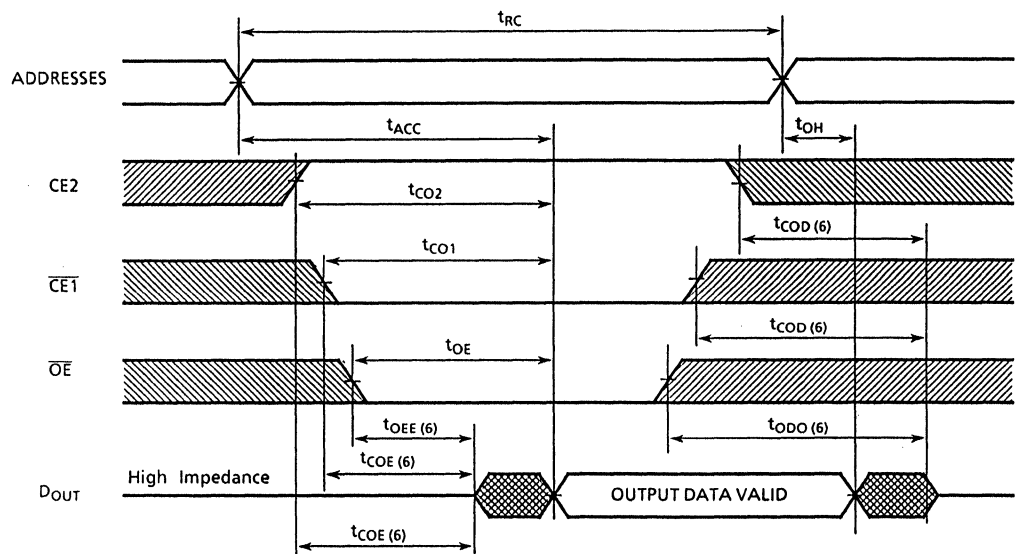 tRC
ADDRESSES
tACC
tOH
CE2
tCO2
tCOD (6)
CE1
tCO1
tCOD (6)
OE
tOE
tOEE (6)
tODO (6)
tCOE (6)
DOUT
High Impedance
OUTPUT DATA VALID
tCOE (6)